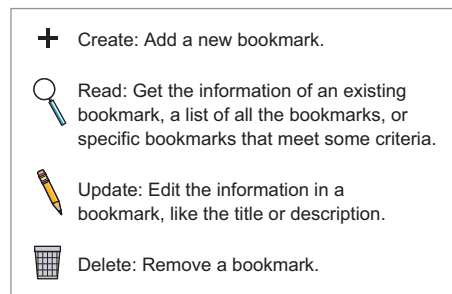 Create: Add a new bookmark.
Read: Get the information of an existing
bookmark, a list of all the bookmarks, or
specific bookmarks that meet some criteria.
Update: Edit the information in a
bookmark, like the title or description.
Delete: Remove a bookmark.